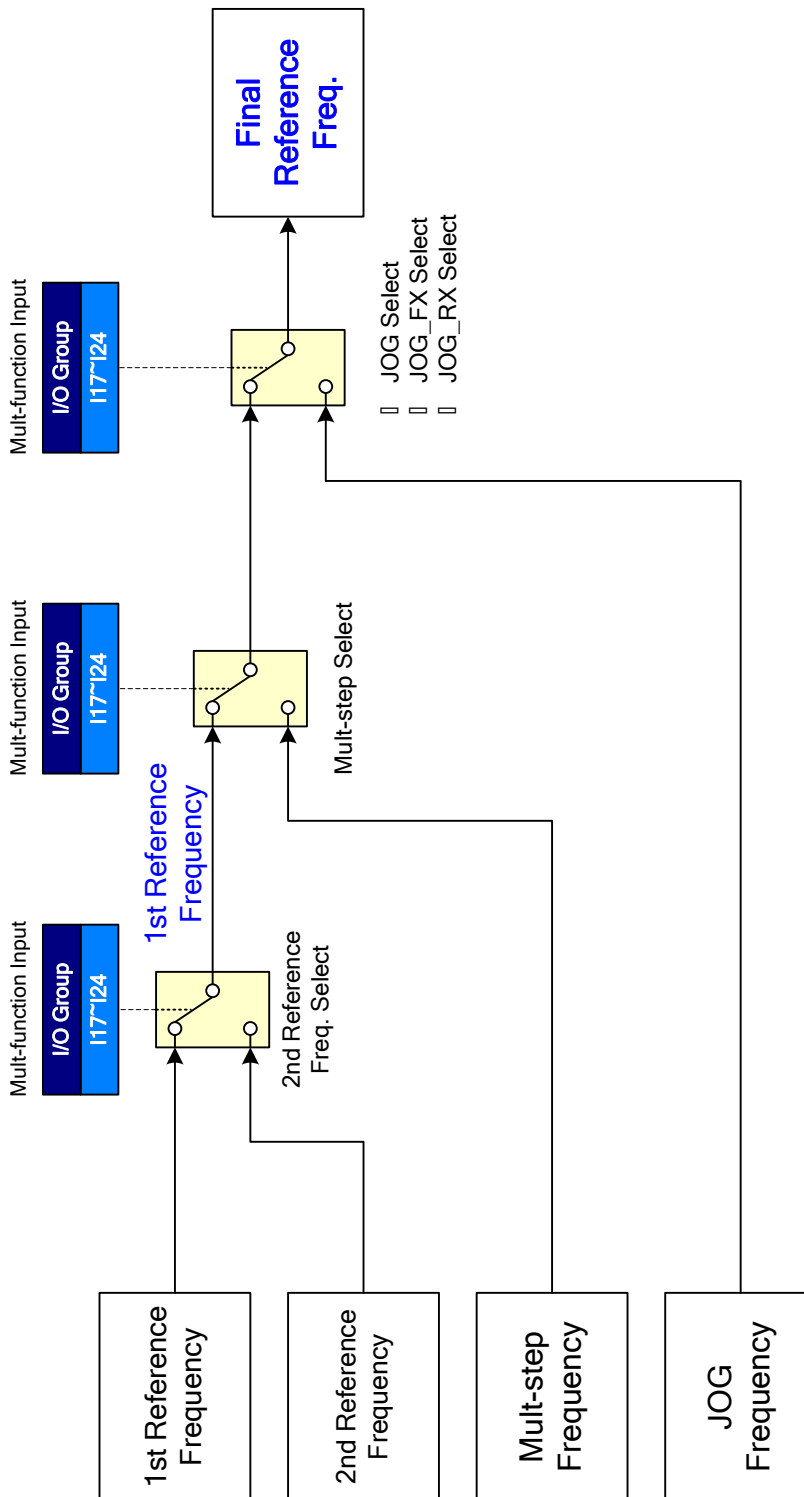 Mult-function Input
I/O Group
I17~I24
Mult-function Input
I/O Group
I17~I24
Mult-function Input
I/O Group
I17~I24
1st Reference
Frequency
2nd Reference
Frequency
Mult-step
Frequency
JOG
Frequency
2nd Reference
Freq. Select
1st Reference
Frequency
Mult-step Select
JOG Select
JOG_FX Select
JOG_RX Select
Final
Reference
Freq.